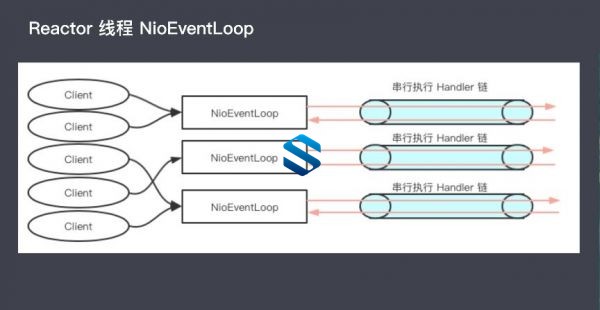 Reactor 线程 NioEventLoop
Client
Client
Client
Client
Client
NioEventLoop
NioEventLoop
NioEventLoop
串行执行 Handler 链
串行执行 Handler 链
串行执行 Handler 链